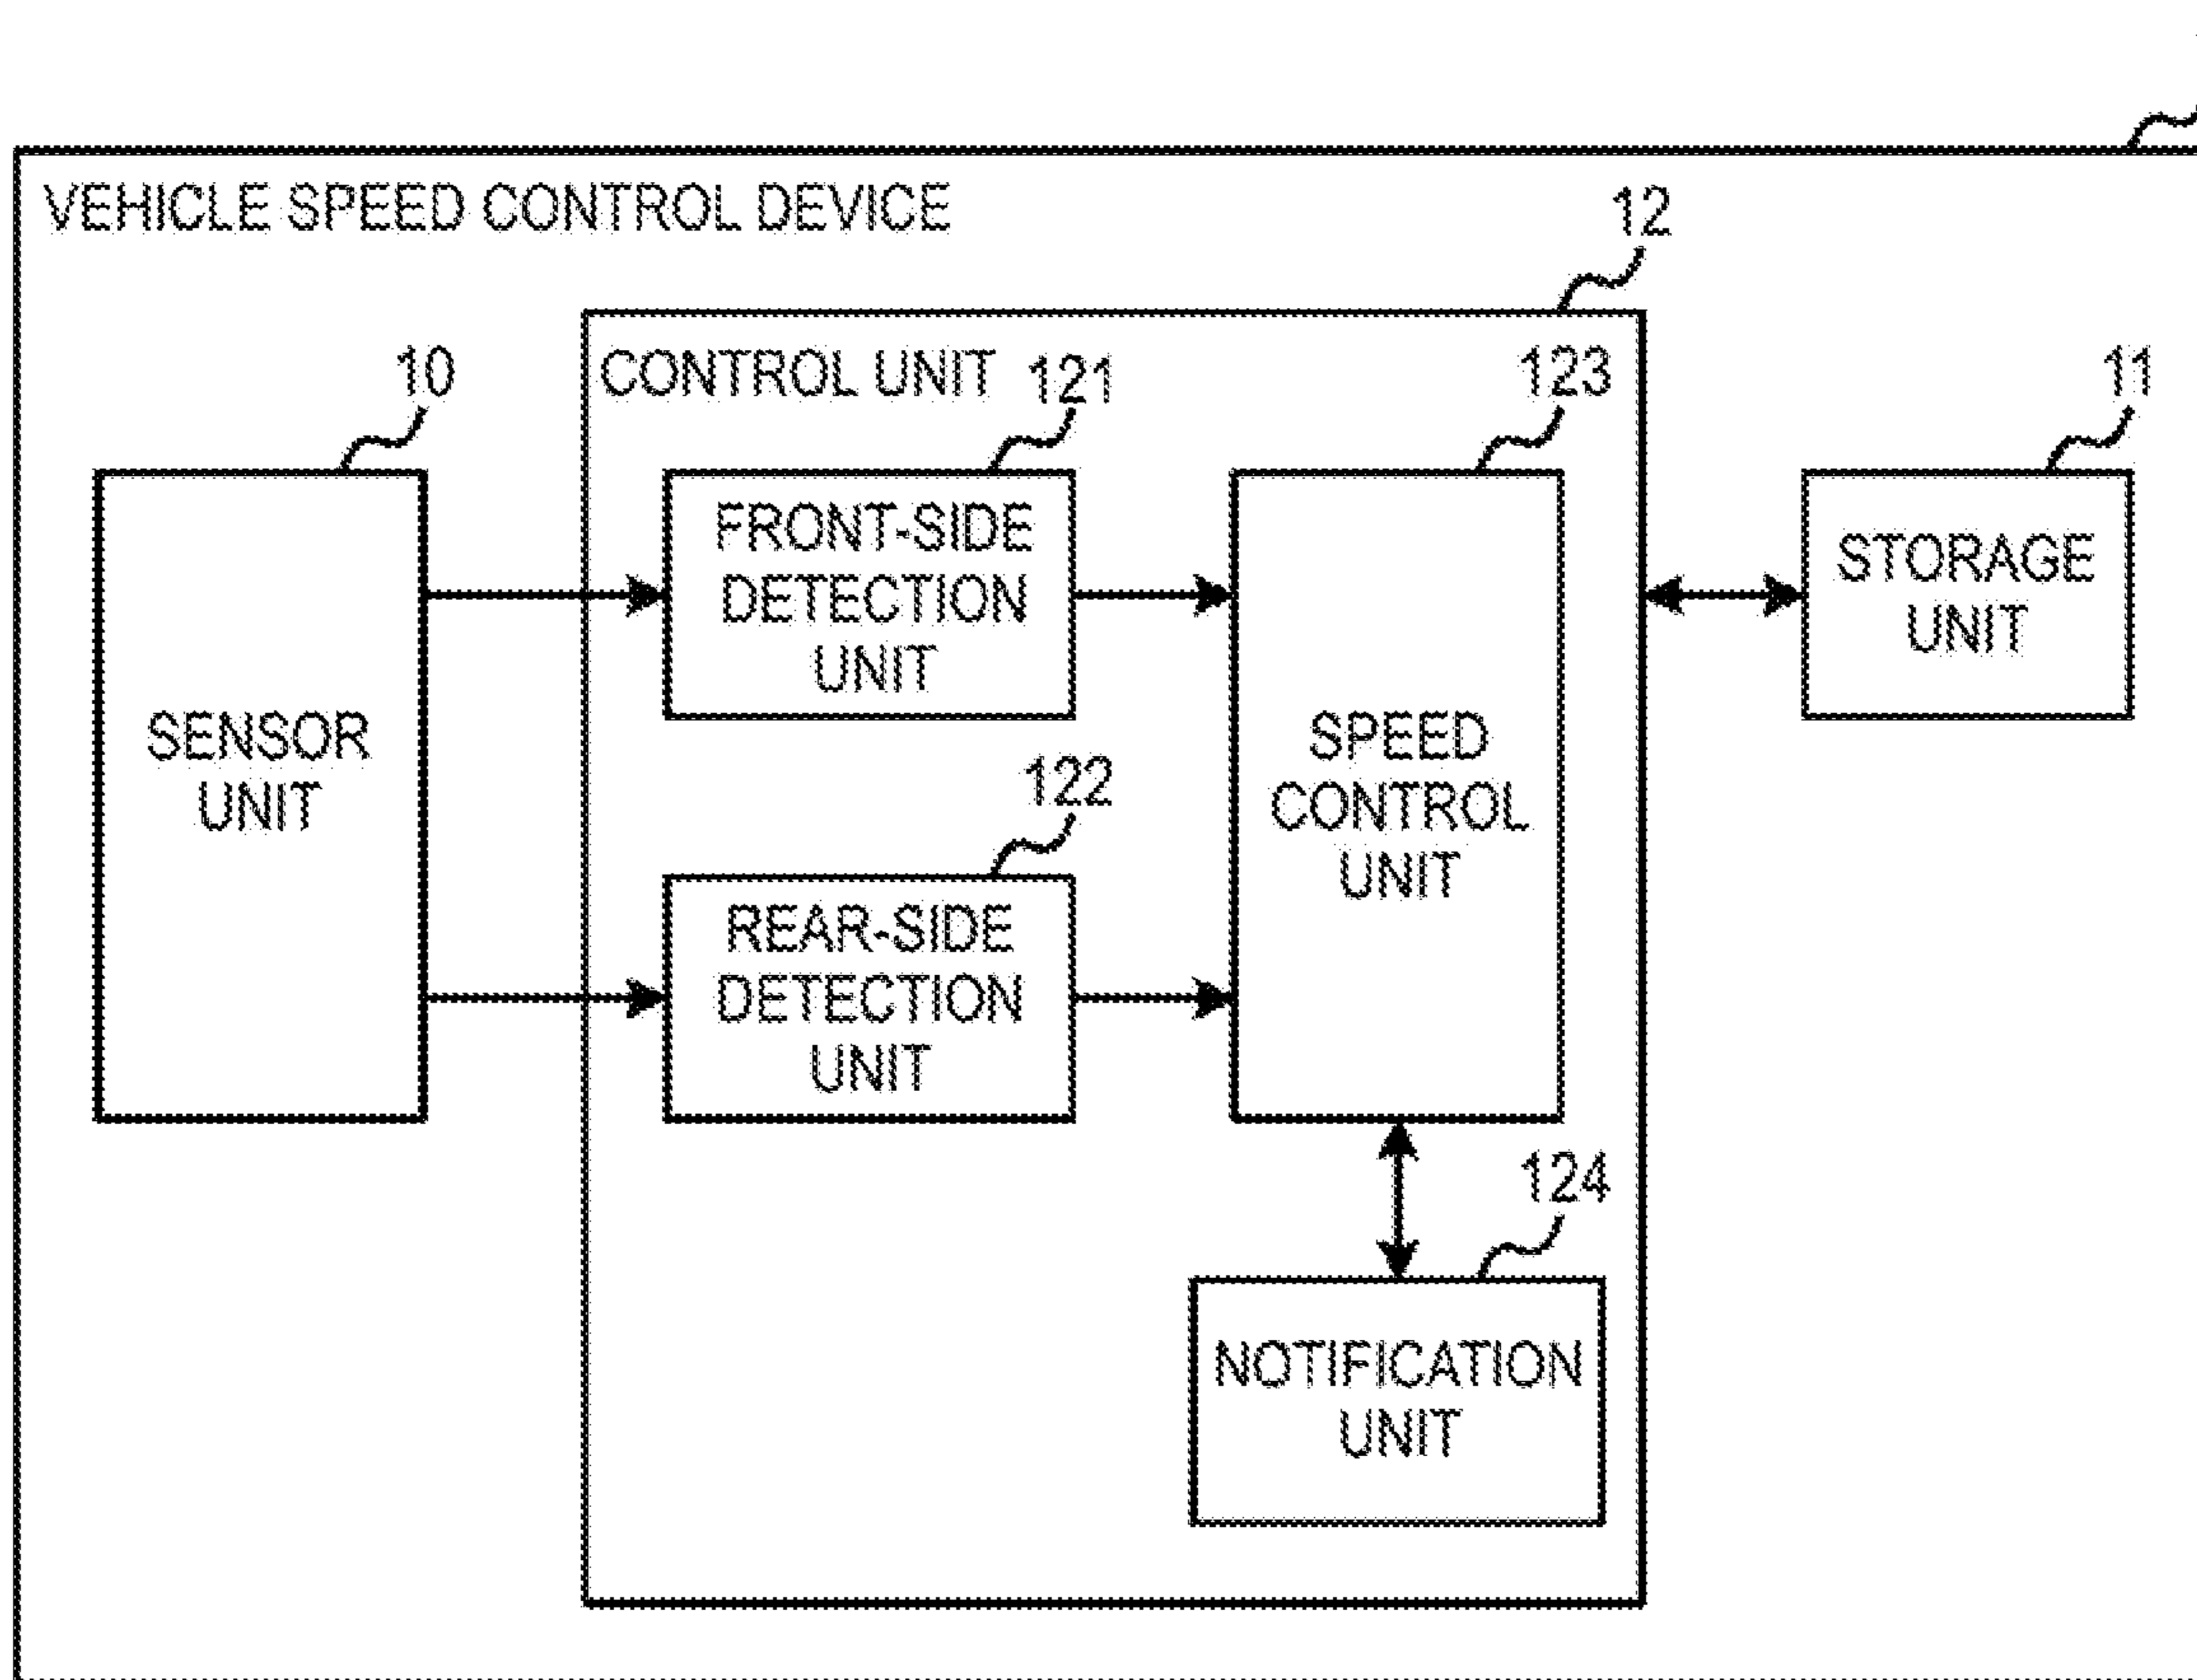 VEHICLE SPEED CONTROL DEVICE
12
10
CONTROL UNIT
121
123
11
FRONT-SIDE
DETECTION
UNIT
STORAGE
UNIT
SENSOR
UNIT
SPEED
CONTROL
UNIT
122
REAR-SIDE
DETECTION
UNIT
124
NOTIFICATION
UNIT